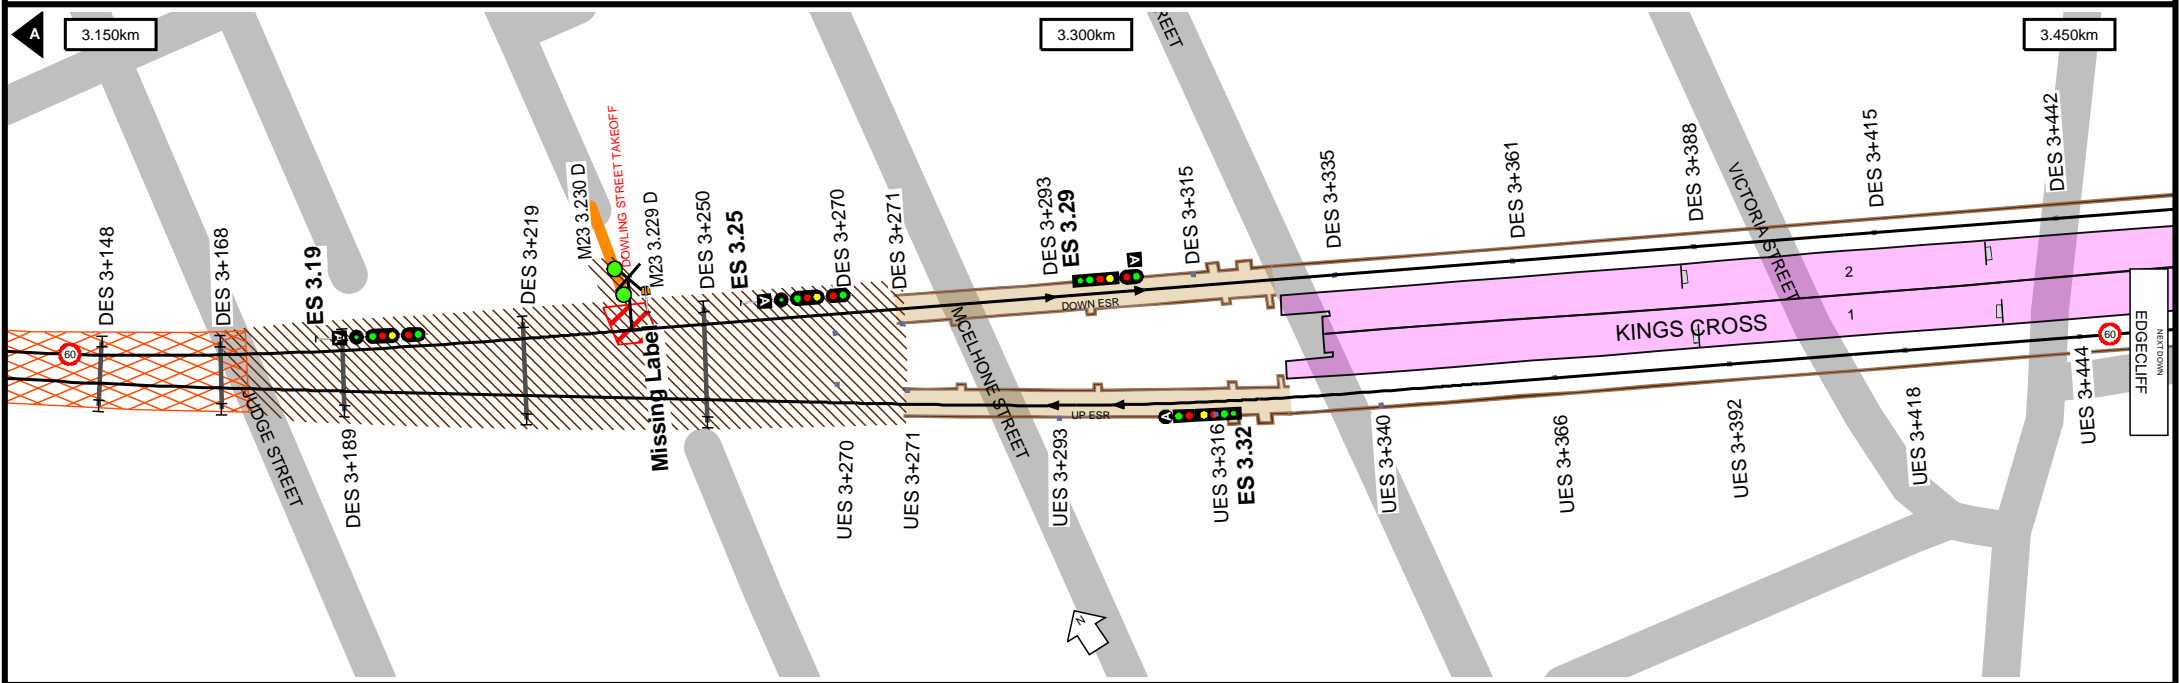 A
3.150km
3.300km
3.450km
REET
DES 3+148
DES 3+168
ES 3.19
DES 3+219
M23 3.230 D
DOWLING STREET TAKEOFF
M23 3.229 D
DES 3+250
ES 3.25
DES 3+270
DES 3+271
DES 3+293
ES 3.29
DES 3+315
DES 3+335
DES 3+361
DES 3+388
VICTORIA STREET
DES 3+415
DES 3+442
A
A
A
60
DOWN ESR
2
1
KINGS CROSS
60
EDGECLIFF
NEXT DOWN
JUDGE STREET
DES 3+189
Missing Label
MCELHONE STREET
UP ESR
A
UES 3+270
UES 3+271
UES 3+293
UES 3+316
ES 3.32
UES 3+340
UES 3+366
UES 3+392
UES 3+418
UES 3+444
N